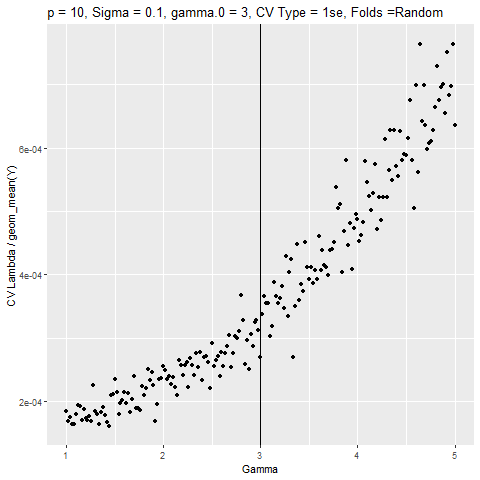 p = 10, Sigma = 0.1, gamma.0 = 3, CV Type = 1se, Folds =Random
CV Lambda / geom_mean(Y)
6e-04
4e-04
2e-04
1
2
3
4
5
Gamma